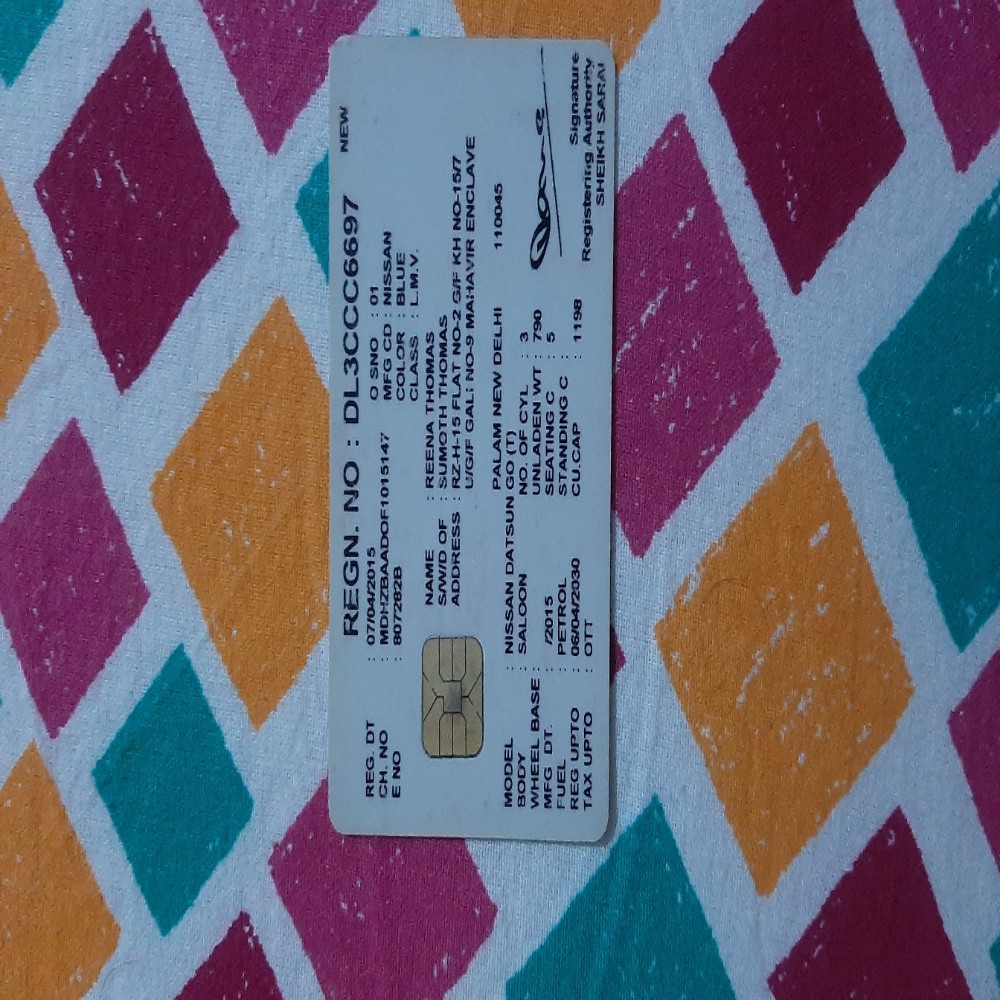 REGN. NO : DL3CCC6697 NEW
REG. DT : 07/04/2015 O SNO : 01
CH. NO : MDHZBAADOF1015147 MFG CD : NISSAN
E NO : 807282B COLOR : BLUE
CLASS : L.M.V.
NAME : REENA THOMAS
S/W/D OF : SUMOTH THOMAS
ADDRESS : RZ-H-15 FLAT NO-2 G/F KH NO-15/7
U/G/F GALI NO-9 MAHAVIR ENCLAVE
PALAM NEW DELHI 110045
MODEL : NISSAN DATSUN GO (T)
BODY : SALOON NO. OF CYL : 3
WHEEL BASE : UNLADEN WT : 790
MFG DT. : /2015 SEATING C : 5
FUEL : PETROL STANDING C :
REG UPTO : 06/04/2030 CU.CAP : 1198
TAX UPTO : OTT
Signature
Registering Authority
SHEIKH SARAI